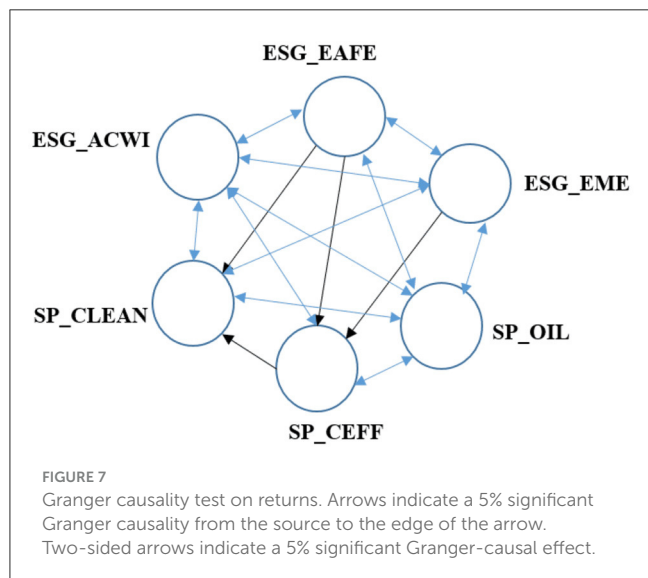 ESG_EAFE
ESG_ACWI
ESG_EME
SP_CLEAN
SP_OIL
SP_CEFF
FIGURE 7
Granger causality test on returns. Arrows indicate a 5% significant
Granger causality from the source to the edge of the arrow.
Two-sided arrows indicate a 5% significant Granger-causal effect.